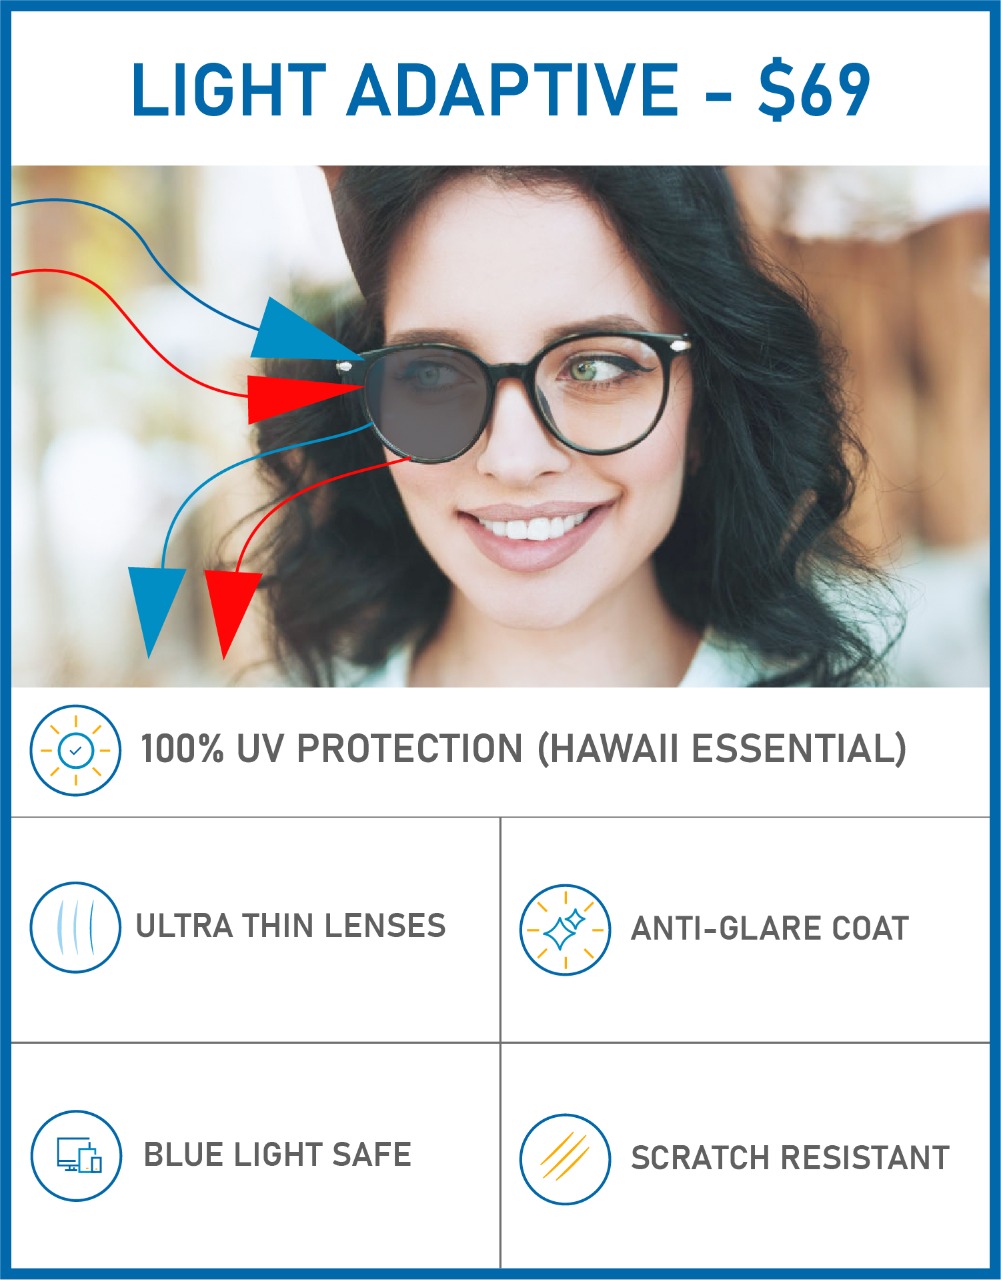 LIGHT ADAPTIVE - $69
100% UV PROTECTION (HAWAII ESSENTIAL)
ULTRA THIN LENSES
ANTI-GLARE COAT
BLUE LIGHT SAFE
SCRATCH RESISTANT